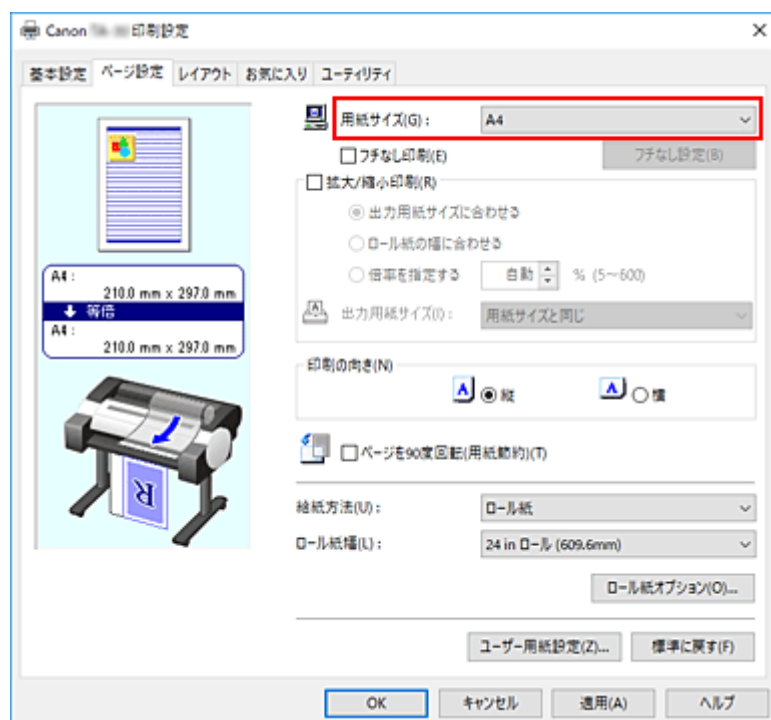 Canon 印刷設定
基本設定 ページ設定 レイアウト お気に入り ユーティリティ
用紙サイズ(G): A4
フチなし印刷(E) フチなし設定(B)
拡大/縮小印刷(R)
出力用紙サイズに合わせる
ロール紙の幅に合わせる
倍率を指定する 自動 % (5～600)
出力用紙サイズ(I): 用紙サイズと同じ
A4:
210.0 mm x 297.0 mm
等倍
A4:
210.0 mm x 297.0 mm
R
印刷の向き(N)
A 縦 A 横
ページを90度回転(用紙節約)(T)
給紙方法(U): ロール紙
ロール紙幅(L): 24 in ロール (609.6mm)
ロール紙オプション(O)...
ユーザー用紙設定(Z)... 標準に戻す(F)
OK キャンセル 適用(A) ヘルプ